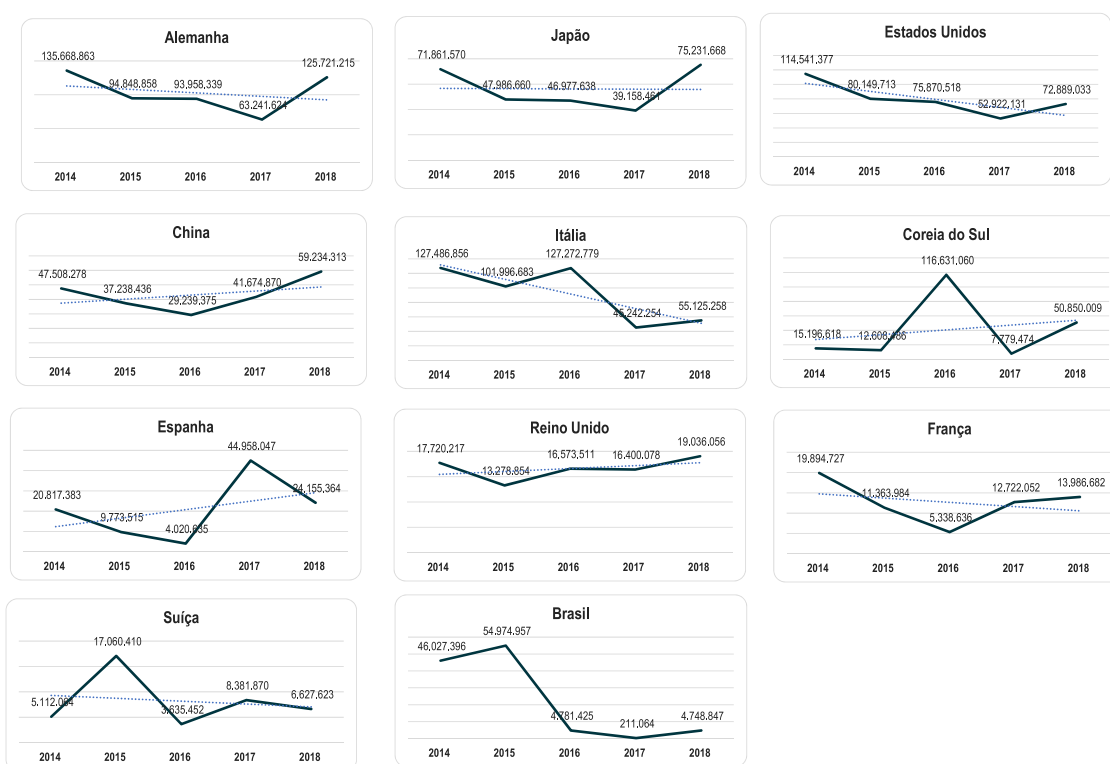 Alemanha
135.668.863
94.848.858
93.958.339
63.241.624
125.721.215
2014 2015 2016 2017 2018
Japão
71.861.570
47.986.660
46.977.638
39.158.461
75.231.668
2014 2015 2016 2017 2018
Estados Unidos
114.541.377
80.149.713
75.870.518
52.922.131
72.889.033
2014 2015 2016 2017 2018
China
47.508.278
37.238.436
29.239.375
41.674.870
59.234.313
2014 2015 2016 2017 2018
Itália
127.486.856
101.996.683
127.272.779
45.242.254
55.125.258
2014 2015 2016 2017 2018
Coreia do Sul
15.196.618
12.608.486
116.631.060
7.779.474
50.850.009
2014 2015 2016 2017 2018
Espanha
20.817.383
9.773.515
4.020.635
44.958.047
24.155.364
2014 2015 2016 2017 2018
Reino Unido
17.720.217
13.278.854
16.573.511
16.400.078
19.036.056
2014 2015 2016 2017 2018
França
19.894.727
11.363.984
5.338.636
12.722.052
13.986.682
2014 2015 2016 2017 2018
Suíça
17.060.410
3.635.452
8.381.870
6.627.623
2014 2015 2016 2017 2018
Brasil
46.027.396
54.974.957
4.781.425
211.064
4.748.847
2014 2015 2016 2017 2018